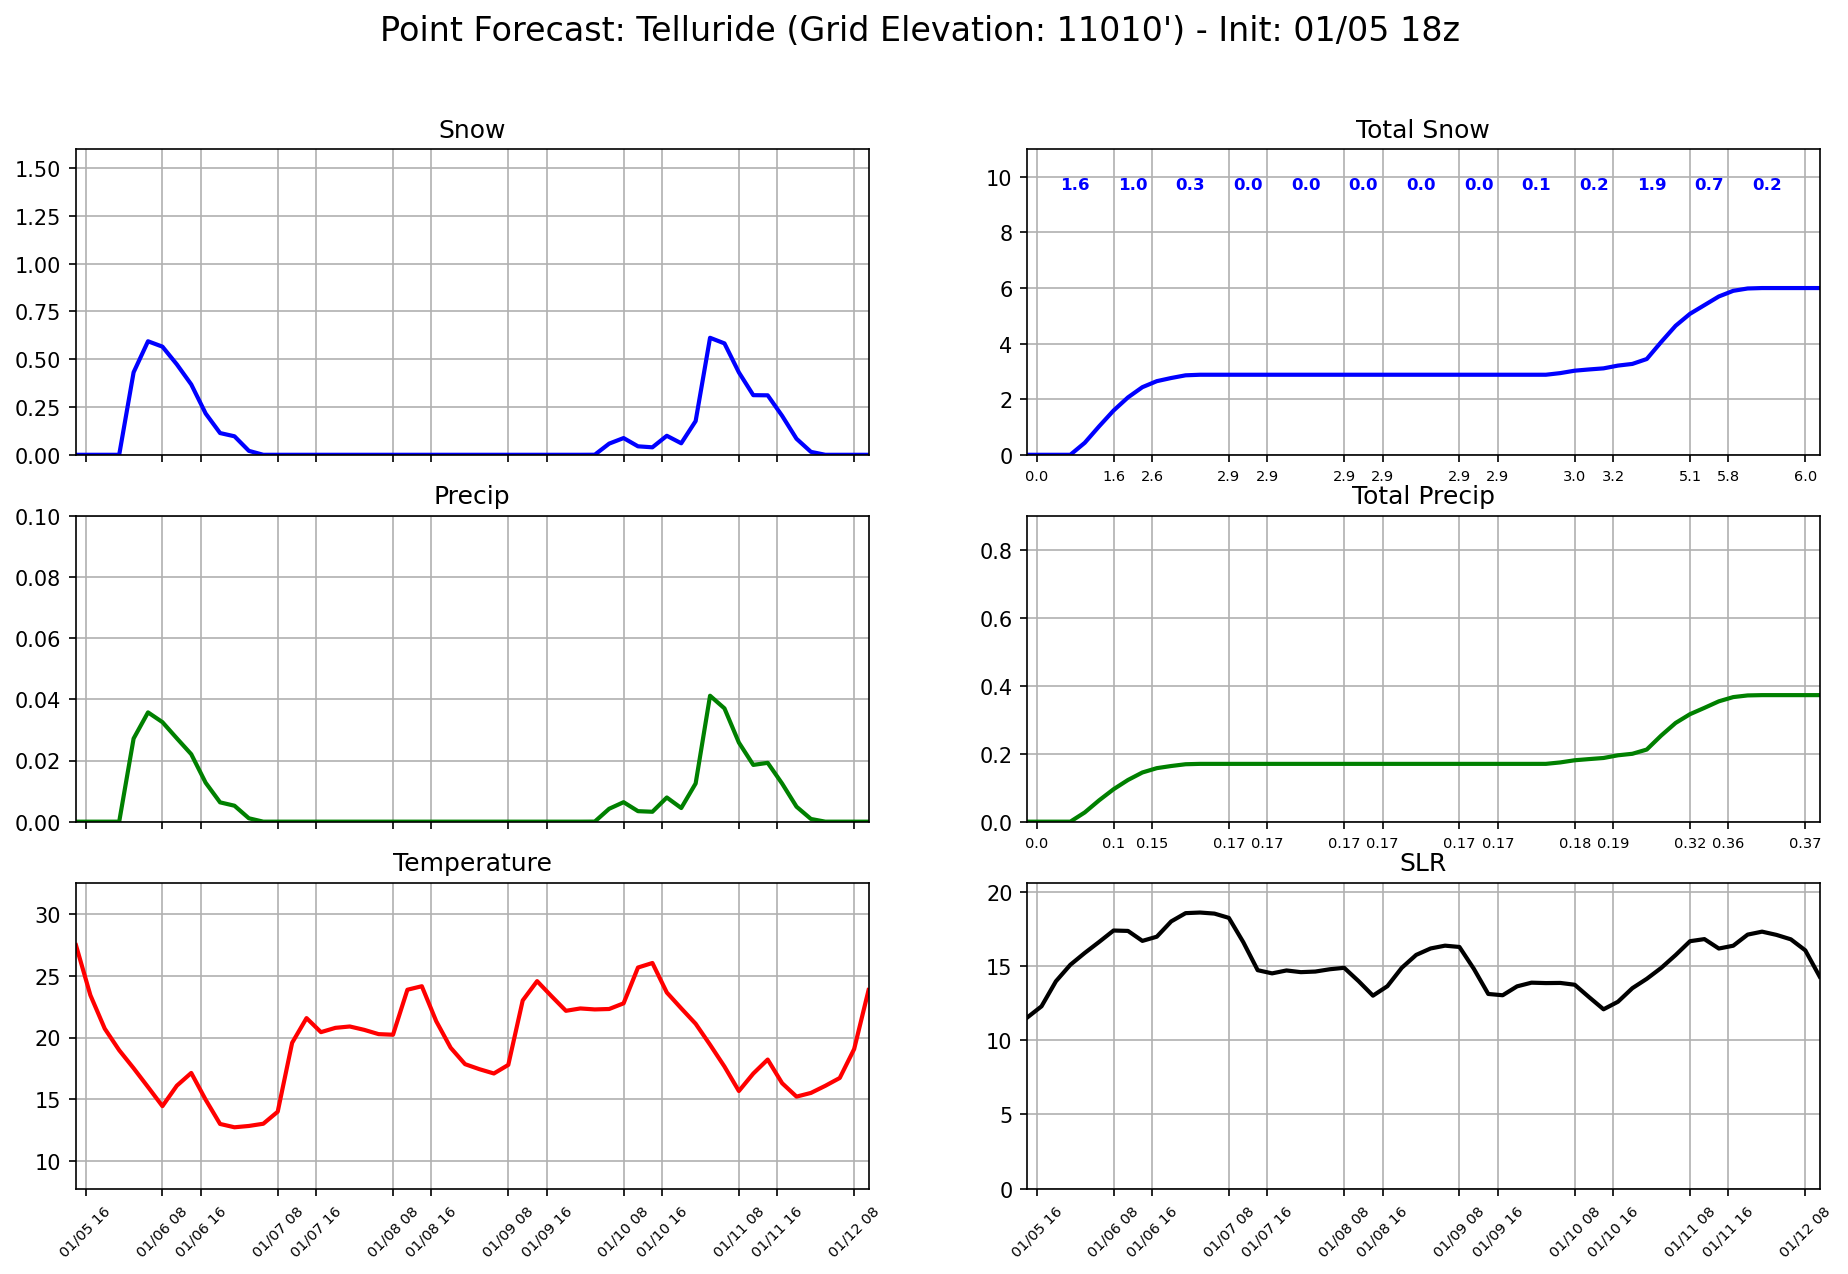 Point Forecast: Telluride (Grid Elevation: 11010') - Init: 01/05 18z
Snow
1.50
1.25
1.00
0.75
0.50
0.25
0.00
Total Snow
10
8
6
4
2
0
1.6 1.0 0.3 0.0 0.0 0.0 0.0 0.0 0.1 0.2 1.9 0.7 0.2
0.0 1.6 2.6 2.9 2.9 2.9 2.9 2.9 2.9 3.0 3.2 5.1 5.8 6.0
Precip
0.10
0.08
0.06
0.04
0.02
0.00
Total Precip
0.8
0.6
0.4
0.2
0.0
0.0 0.1 0.15 0.17 0.17 0.17 0.17 0.17 0.17 0.18 0.19 0.32 0.36 0.37
Temperature
30
25
20
15
10
01/05 16 01/06 08 01/06 16 01/07 08 01/07 16 01/08 08 01/08 16 01/09 08 01/09 16 01/10 08 01/10 16 01/11 08 01/11 16 01/12 08
SLR
20
15
10
5
0
01/05 16 01/06 08 01/06 16 01/07 08 01/07 16 01/08 08 01/08 16 01/09 08 01/09 16 01/10 08 01/10 16 01/11 08 01/11 16 01/12 08